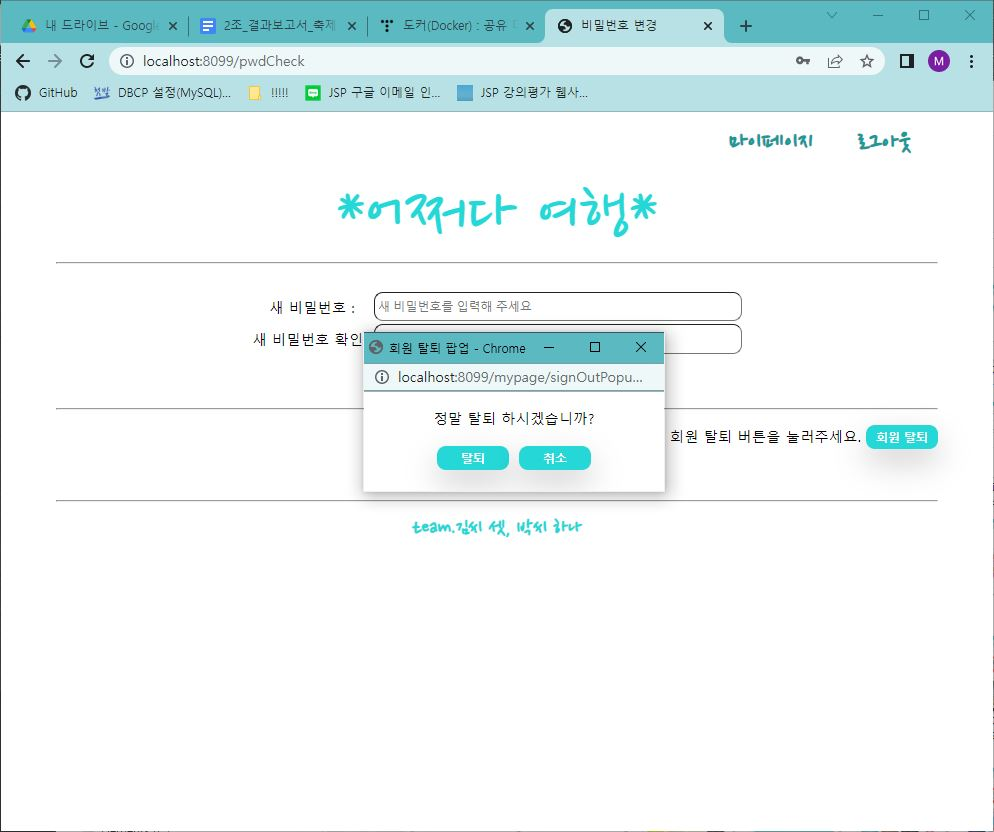 내 드라이브 - Google
2조_결과보고서_축제
도커(Docker) : 공유
비밀번호 변경
localhost:8099/pwdCheck
M
GitHub
DBCP 설정(MySQL)...
!!!!!
JSP 구글 이메일 인...
JSP 강의평가 웹사...
마이페이지
로그아웃
*어쩌다 여행*
새 비밀번호 :
새 비밀번호를 입력해 주세요
새 비밀번호 확인
회원 탈퇴 팝업 - Chrome
localhost:8099/mypage/signOutPopu...
정말 탈퇴 하시겠습니까?
탈퇴
취소
회원 탈퇴 버튼을 눌러주세요.
회원 탈퇴
team.김씨 셋, 박씨 하나